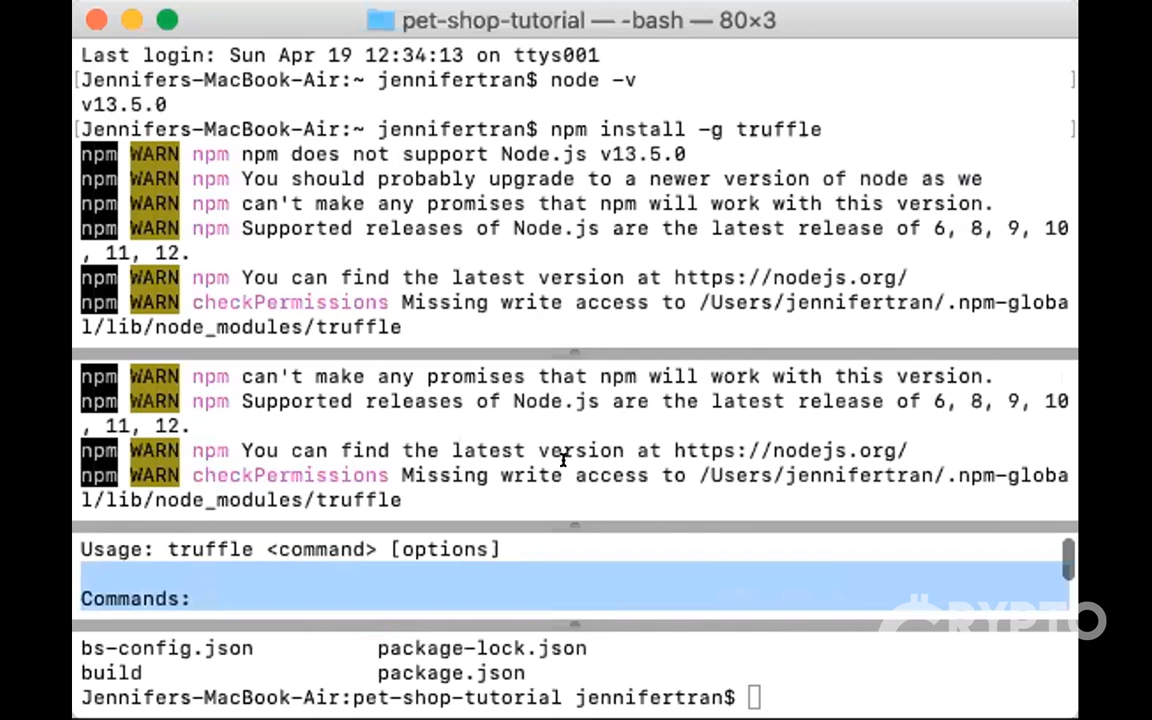 pet-shop-tutorial — -bash — 80×3
Last login: Sun Apr 19 12:34:13 on ttys001
[Jennifers-MacBook-Air:~ jennifertran$ node -v ]
v13.5.0
[Jennifers-MacBook-Air:~ jennifertran$ npm install -g truffle ]
npm WARN npm npm does not support Node.js v13.5.0
npm WARN npm You should probably upgrade to a newer version of node as we
npm WARN npm can't make any promises that npm will work with this version.
npm WARN npm Supported releases of Node.js are the latest release of 6, 8, 9, 10
, 11, 12.
npm WARN npm You can find the latest version at https://nodejs.org/
npm WARN checkPermissions Missing write access to /Users/jennifertran/.npm-globa
l/lib/node_modules/truffle
npm WARN npm can't make any promises that npm will work with this version.
npm WARN npm Supported releases of Node.js are the latest release of 6, 8, 9, 10
, 11, 12.
npm WARN npm You can find the latest version at https://nodejs.org/
npm WARN checkPermissions Missing write access to /Users/jennifertran/.npm-globa
l/lib/node_modules/truffle
Usage: truffle <command> [options]
Commands:
CRYPTO
bs-config.json package-lock.json
build package.json
Jennifers-MacBook-Air:pet-shop-tutorial jennifertran$